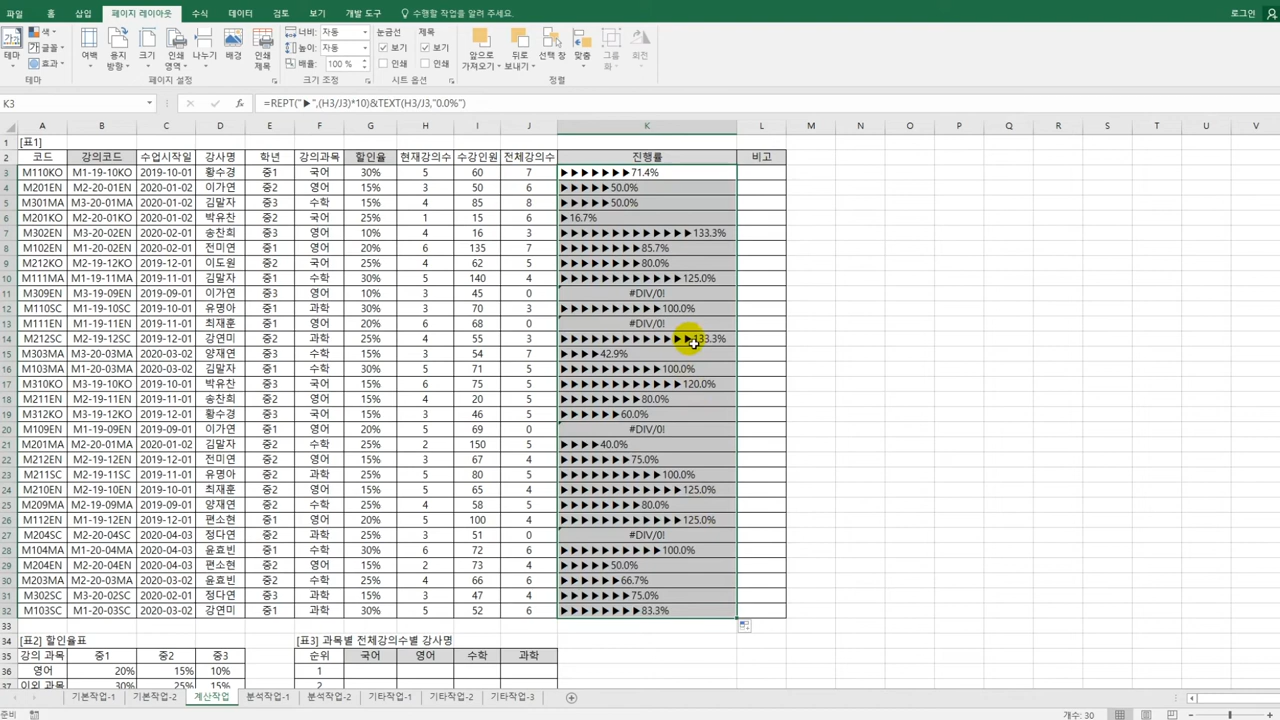 파일 홈 삽입 페이지 레이아웃 수식 데이터 검토 보기 개발 도구 수행할 작업을 알려 주세요. 로그인
가가 테마 색 글꼴 효과 여백 용지 방향 크기 인쇄 영역 나누기 배경 인쇄 제목 너비: 자동 높이: 자동 배율: 100 % 눈금선 제목 보기 보기 인쇄 인쇄 앞으로 가져오기 뒤로 보내기 선택 창 맞춤 그룹화 회전
테마 페이지 설정 크기 조정 시트 옵션 정렬
K3 fx =REPT("▶",(H3/J3)*10)&TEXT(H3/J3,"0.0%")
A B C D E F G H I J K L M N O P Q R S T U V
1 [표1]
2 코드 강의코드 수업시작일 강사명 학년 강의과목 할인율 현재강의수 수강인원 전체강의수 진행률 비고
3 M110KO M1-19-10KO 2019-10-01 황수경 중1 국어 30% 5 60 7 ▶▶▶▶▶▶▶71.4%
4 M201EN M2-20-01EN 2020-01-02 이가연 중2 영어 15% 3 50 6 ▶▶▶▶▶50.0%
5 M301MA M3-20-01MA 2020-01-02 김말자 중3 수학 15% 4 85 8 ▶▶▶▶▶50.0%
6 M201KO M2-20-01KO 2020-01-02 박유찬 중2 국어 25% 1 15 6 ▶16.7%
7 M302EN M3-20-02EN 2020-02-01 송찬희 중3 영어 10% 4 16 3 ▶▶▶▶▶▶▶▶▶▶▶▶▶133.3%
8 M102EN M1-20-02EN 2020-02-01 전미연 중1 영어 20% 6 135 7 ▶▶▶▶▶▶▶▶85.7%
9 M212KO M2-19-12KO 2019-12-01 이도원 중2 국어 25% 4 62 5 ▶▶▶▶▶▶▶▶80.0%
10 M111MA M1-19-11MA 2019-11-01 김말자 중1 수학 30% 5 140 4 ▶▶▶▶▶▶▶▶▶▶▶▶125.0%
11 M309EN M3-19-09EN 2019-09-01 이가연 중3 영어 10% 3 45 0 #DIV/0!
12 M110SC M1-19-10SC 2019-10-01 유명아 중1 과학 30% 3 70 3 ▶▶▶▶▶▶▶▶▶▶100.0%
13 M111EN M1-19-11EN 2019-11-01 최재훈 중1 영어 20% 6 68 0 #DIV/0!
14 M212SC M2-19-12SC 2019-12-01 강연미 중2 과학 25% 4 55 3 ▶▶▶▶▶▶▶▶▶▶▶▶▶133.3%
15 M303MA M3-20-03MA 2020-03-02 양재연 중3 수학 15% 3 54 7 ▶▶▶▶42.9%
16 M103MA M1-20-03MA 2020-03-02 김말자 중1 수학 30% 5 71 5 ▶▶▶▶▶▶▶▶▶▶100.0%
17 M310KO M3-19-10KO 2019-10-01 박유찬 중3 국어 15% 6 75 5 ▶▶▶▶▶▶▶▶▶▶▶▶120.0%
18 M211EN M2-19-11EN 2019-11-01 송찬희 중2 영어 15% 4 20 5 ▶▶▶▶▶▶▶▶80.0%
19 M312KO M3-19-12KO 2019-12-01 황수경 중3 국어 15% 3 46 5 ▶▶▶▶▶▶60.0%
20 M109EN M1-19-09EN 2019-09-01 이가연 중1 영어 20% 5 69 0 #DIV/0!
21 M201MA M2-20-01MA 2020-01-02 김말자 중2 수학 25% 2 150 5 ▶▶▶▶40.0%
22 M212EN M2-19-12EN 2019-12-01 전미연 중2 영어 15% 3 67 4 ▶▶▶▶▶▶▶75.0%
23 M211SC M2-19-11SC 2019-11-01 유명아 중2 과학 25% 5 80 5 ▶▶▶▶▶▶▶▶▶▶100.0%
24 M210EN M2-19-10EN 2019-10-01 최재훈 중2 영어 15% 5 65 4 ▶▶▶▶▶▶▶▶▶▶▶▶125.0%
25 M209MA M2-19-09MA 2019-09-01 양재연 중2 수학 25% 4 58 5 ▶▶▶▶▶▶▶▶80.0%
26 M112EN M1-19-12EN 2019-12-01 편소현 중1 영어 20% 5 100 4 ▶▶▶▶▶▶▶▶▶▶▶▶125.0%
27 M204SC M2-20-04SC 2020-04-03 정다연 중2 과학 25% 3 51 0 #DIV/0!
28 M104MA M1-20-04MA 2020-04-03 윤효빈 중1 수학 30% 6 72 6 ▶▶▶▶▶▶▶▶▶▶100.0%
29 M204EN M2-20-04EN 2020-04-03 편소현 중2 영어 15% 2 73 4 ▶▶▶▶▶50.0%
30 M203MA M2-20-03MA 2020-03-02 윤효빈 중2 수학 25% 4 66 6 ▶▶▶▶▶▶66.7%
31 M302SC M3-20-02SC 2020-03-02 정다연 중3 과학 15% 3 47 4 ▶▶▶▶▶▶▶75.0%
32 M103SC M1-20-03SC 2020-03-02 강연미 중1 과학 30% 5 52 6 ▶▶▶▶▶▶▶▶83.3%
33
34 [표2] 할인율표 [표3] 과목별 전체강의수별 강사명
35 강의 과목 중1 중2 중3 순위 국어 영어 수학 과학
36 영어 20% 15% 10% 1
37 이외 과목 30% 25% 15% 2
기본작업-1 기본작업-2 계산작업 분석작업-1 분석작업-2 기타작업-1 기타작업-2 기타작업-3
준비 개수: 30